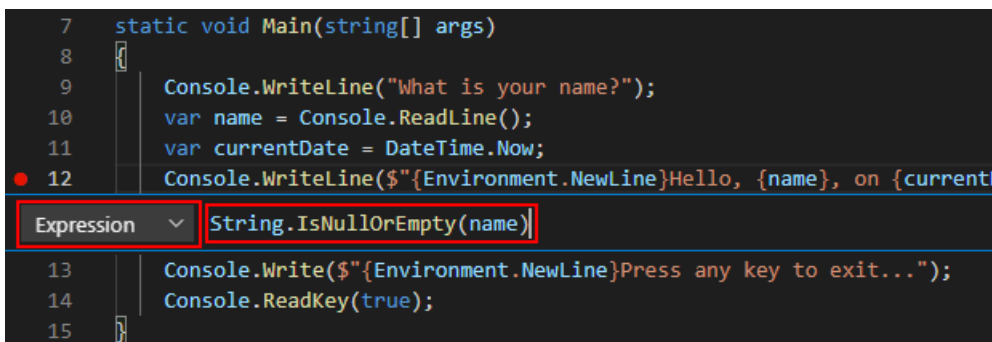 7 static void Main(string[] args)
8 {
9 Console.WriteLine("What is your name?");
10 var name = Console.ReadLine();
11 var currentDate = DateTime.Now;
12 Console.WriteLine($"{Environment.NewLine}Hello, {name}, on {current
Expression String.IsNullOrEmpty(name)
13 Console.Write($"{Environment.NewLine}Press any key to exit...");
14 Console.ReadKey(true);
15 }